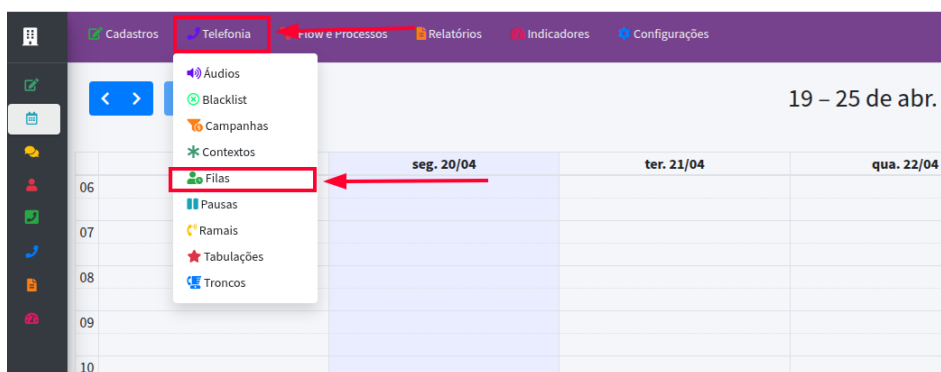 Cadastros Telefonia Flow e Processos Relatórios Indicadores Configurações
Áudios
Blacklist
Campanhas
Contextos
Filas
Pausas
Ramais
Tabulações
Troncos
19 – 25 de abr.
seg. 20/04 ter. 21/04 qua. 22/04
06
07
08
09
10